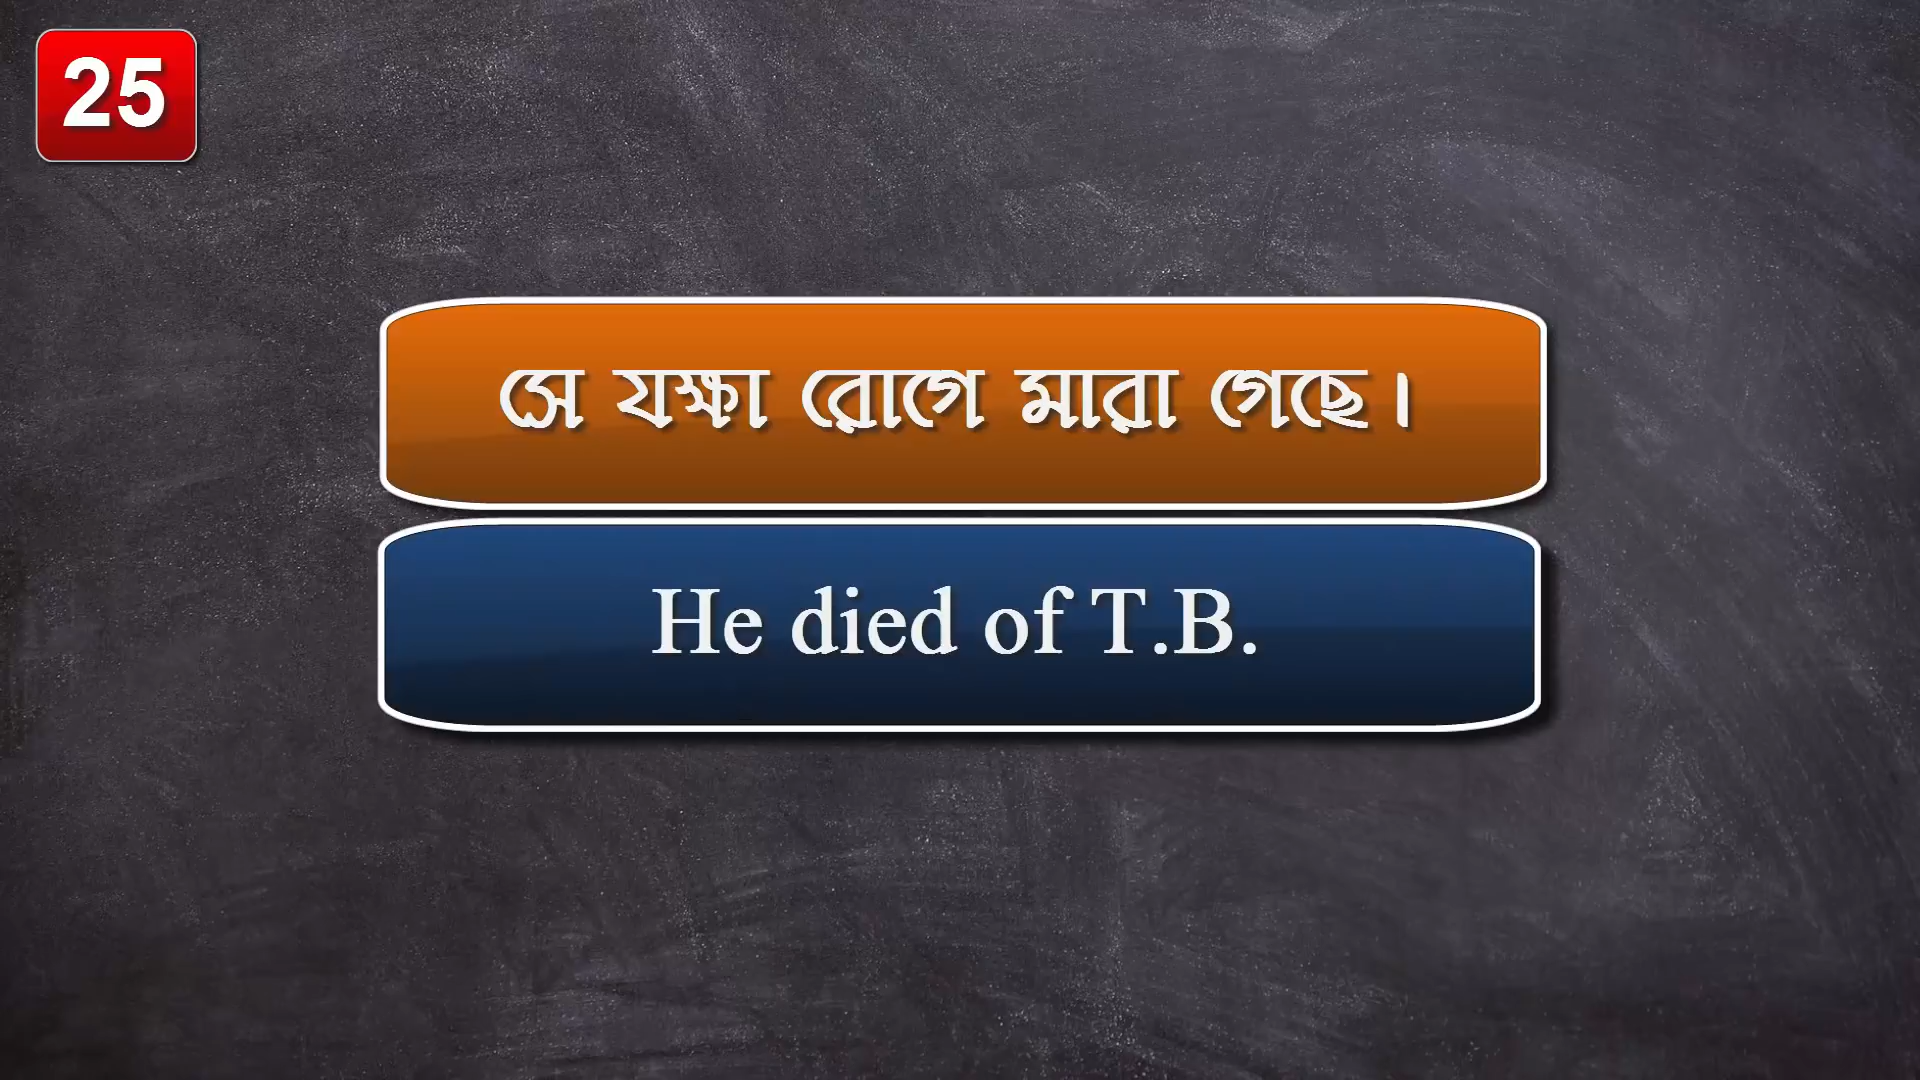 25
সে যক্ষা রোগে মারা গেছে।
He died of T.B.